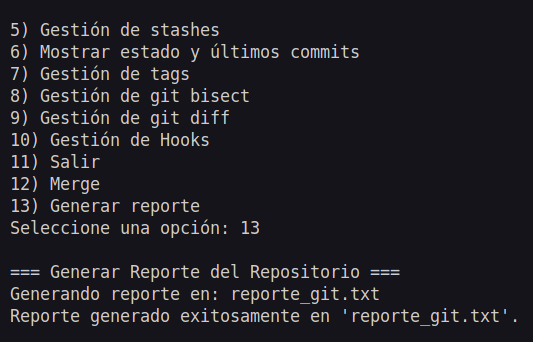 5) Gestión de stashes
6) Mostrar estado y últimos commits
7) Gestión de tags
8) Gestión de git bisect
9) Gestión de git diff
10) Gestión de Hooks
11) Salir
12) Merge
13) Generar reporte
Seleccione una opción: 13
=== Generar Reporte del Repositorio ===
Generando reporte en: reporte_git.txt
Reporte generado exitosamente en 'reporte_git.txt'.